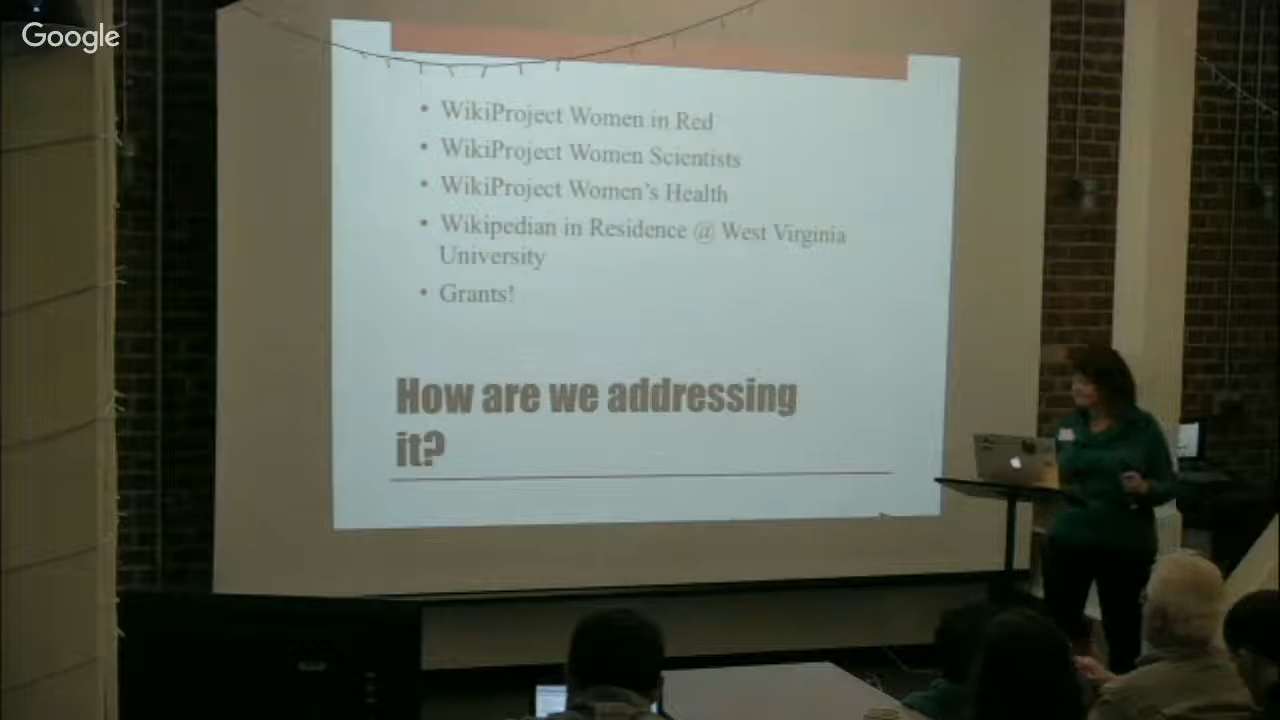 Google
• WikiProject Women in Red
• WikiProject Women Scientists
• WikiProject Women's Health
• Wikipedian in Residence @ West Virginia
University
• Grants!
How are we addressing
it?